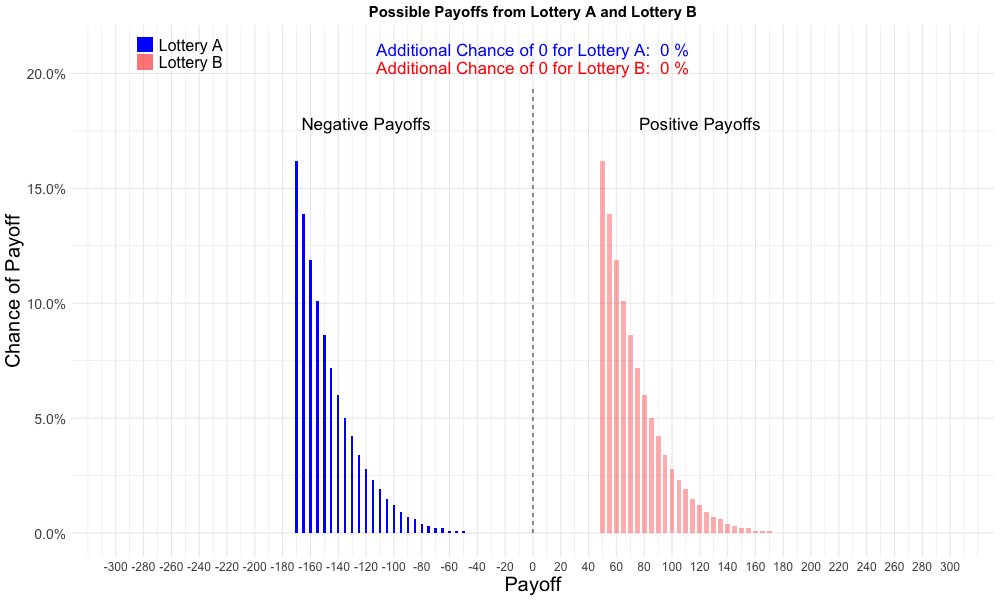 Possible Payoffs from Lottery A and Lottery B
Lottery A
Lottery B
Additional Chance of 0 for Lottery A: 0 %
Additional Chance of 0 for Lottery B: 0 %
Negative Payoffs
Positive Payoffs
Chance of Payoff
20.0%
15.0%
10.0%
5.0%
0.0%
-300 -280 -260 -240 -220 -200 -180 -160 -140 -120 -100 -80 -60 -40 -20 0 20 40 60 80 100 120 140 160 180 200 220 240 260 280 300
Payoff